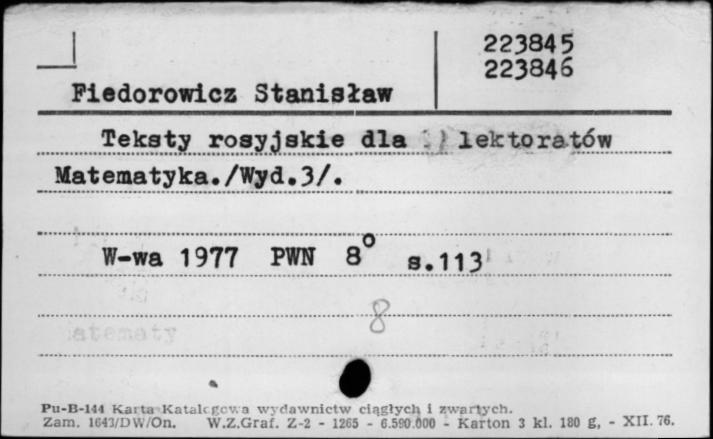 223845
223846
Fiedorowicz Stanisław
Teksty rosyjskie dla lektoratów
Matematyka./Wyd.3/.
W-wa 1977 PWN 8° s.113
8
atematy
Pu-B-144 Karta Katalogowa wydawnictw ciągłych i zwartych.
Zam. 1643/DW/On. W.Z.Graf. Z-2 - 1265 - 6.590.000 - Karton 3 kl. 180 g, - XII. 76.